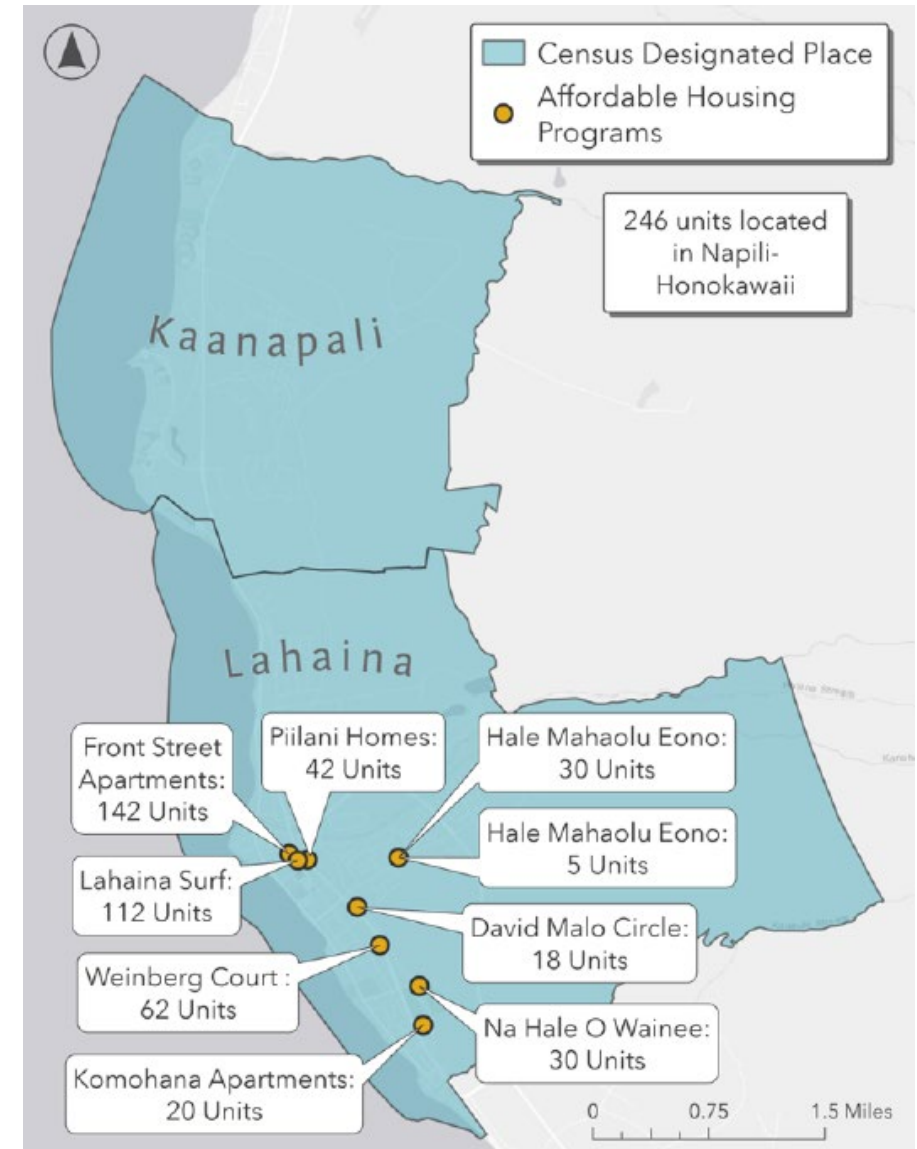 Census Designated Place
Affordable Housing
Programs
246 units located
in Napili-
Honokawaii
Kaanapali
Lahaina
Front Street
Apartments:
142 Units
Piilani Homes:
42 Units
Hale Mahaolu Eono:
30 Units
Hale Mahaolu Eono:
5 Units
Lahaina Surf:
112 Units
David Malo Circle:
18 Units
Weinberg Court :
62 Units
Na Hale O Wainee:
30 Units
Komohana Apartments:
20 Units
0 0.75 1.5 Miles